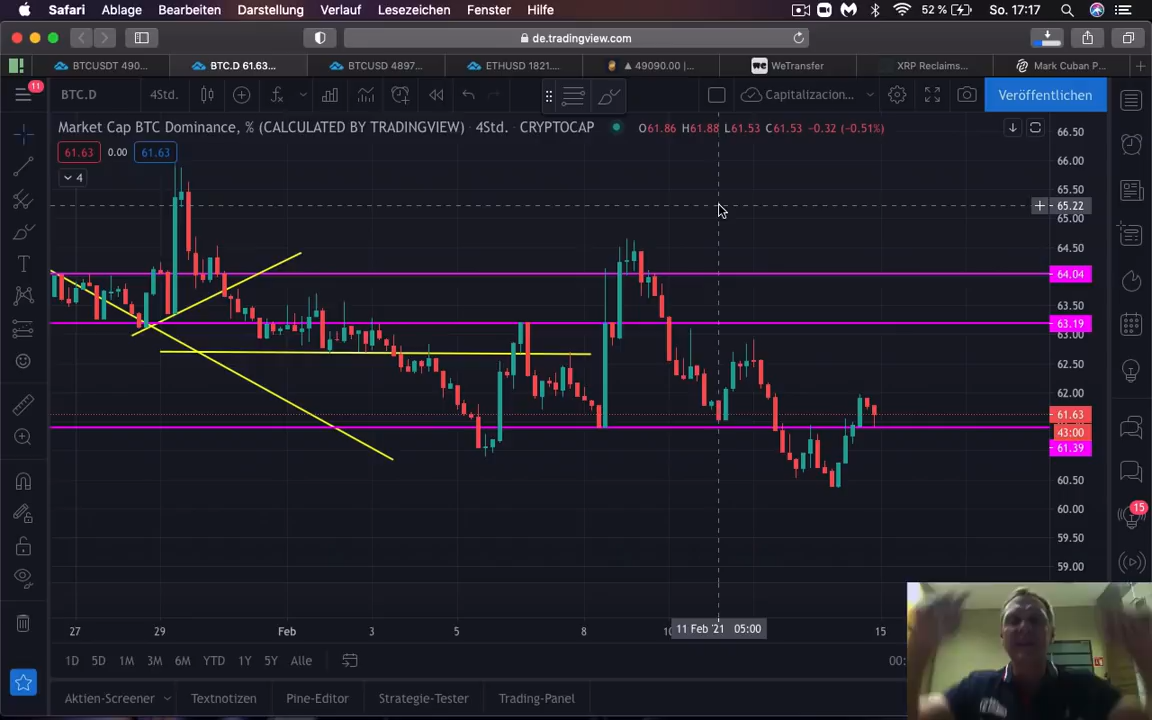 Safari Ablage Bearbeiten Darstellung Verlauf Lesezeichen Fenster Hilfe 52 % So. 17:17
de.tradingview.com
BTCUSDT 490... BTC.D 61.63... BTCUSD 4897... ETHUSD 1821.... ▲ 49090.00 |... WeTransfer XRP Reclaims... Mark Cuban P...
11 BTC.D 4Std. Capitalizacion... Veröffentlichen
Market Cap BTC Dominance, % (CALCULATED BY TRADINGVIEW) 4Std. CRYPTOCAP O61.86 H61.88 L61.53 C61.53 −0.32 (−0.51%)
61.63 0.00 61.63
4
66.50
66.00
65.50
65.22
65.00
64.50
64.04
63.50
63.19
63.00
62.50
62.00
61.63
43:00
61.39
60.50
60.00
15
59.50
59.00
27 29 Feb 3 5 8 11 Feb '21 05:00 15
1D 5D 1M 3M 6M YTD 1Y 5Y Alle
Aktien-Screener Textnotizen Pine-Editor Strategie-Tester Trading-Panel